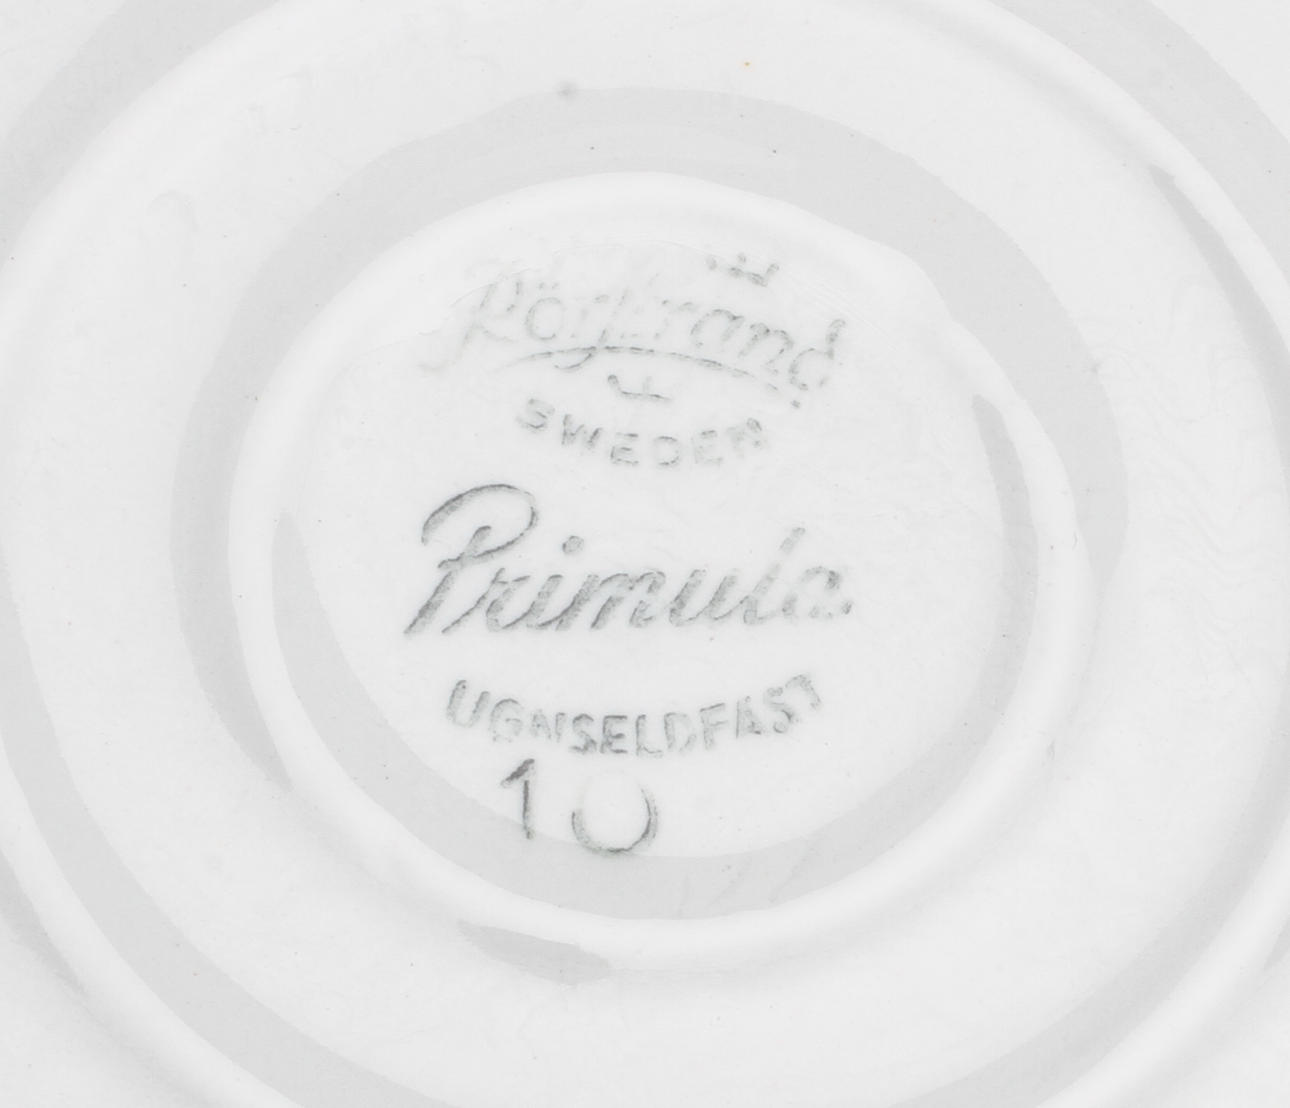 Rörstrand
SWEDEN
Primula
UGNSELDFAST
10